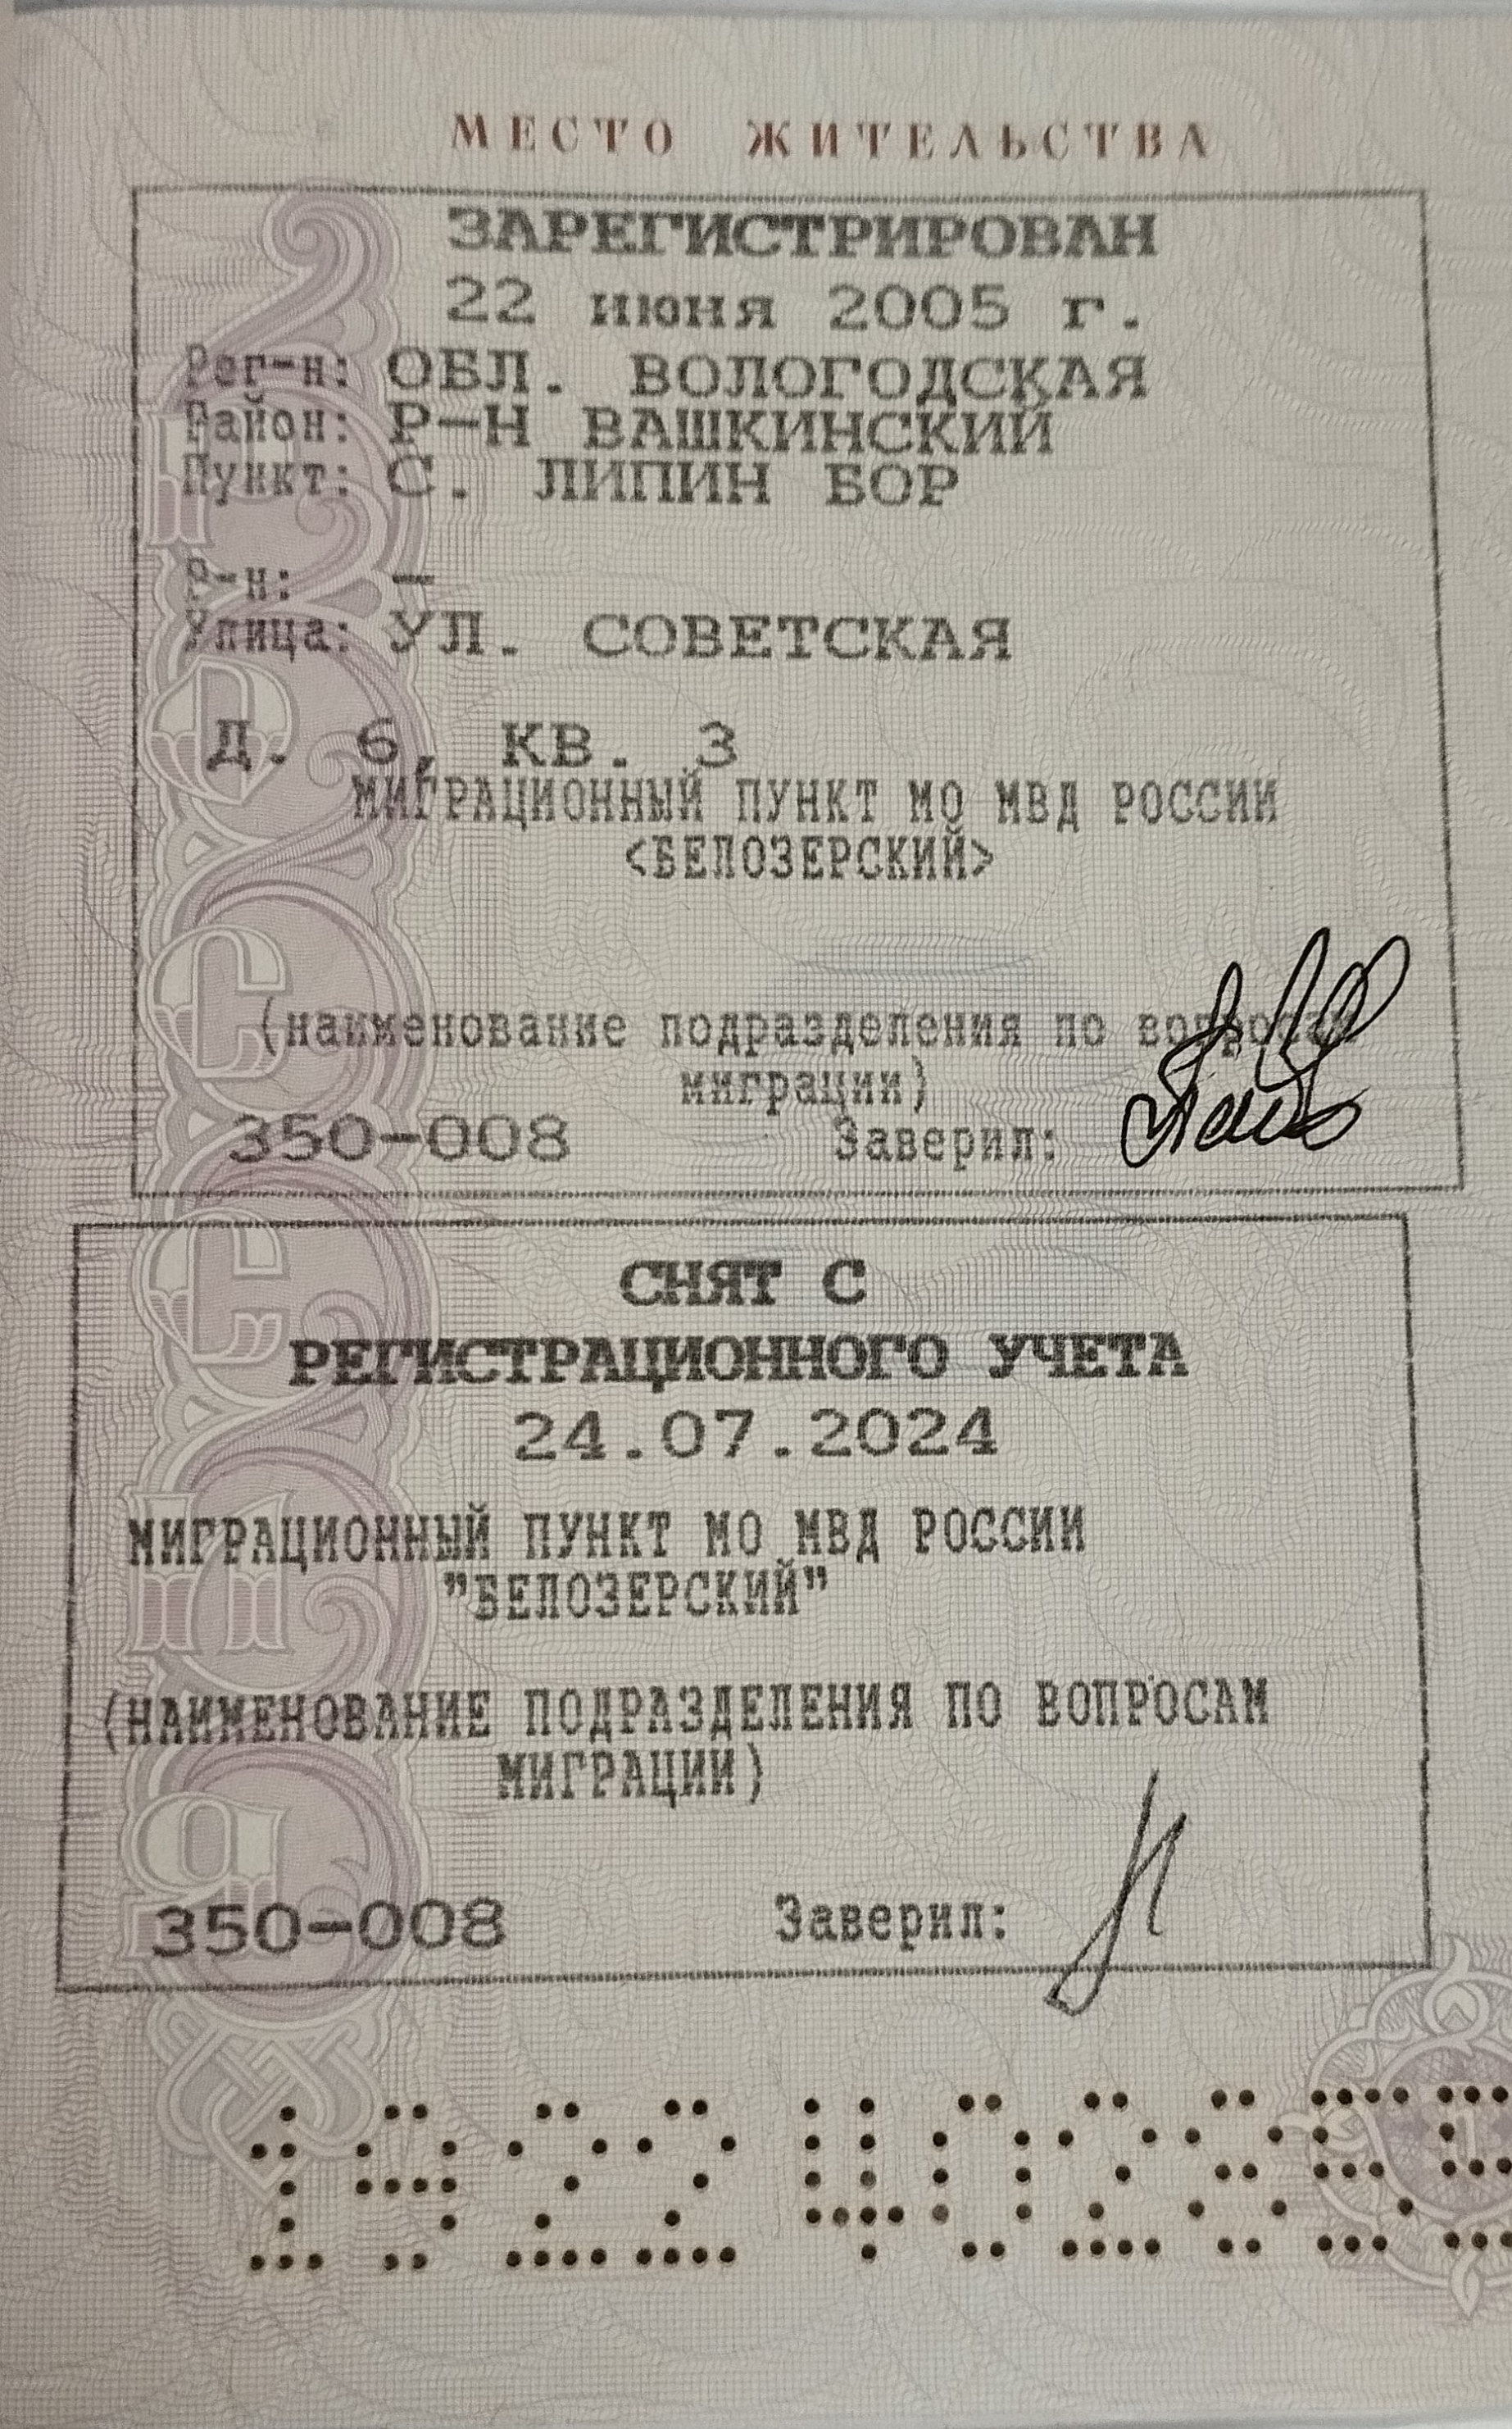 МЕСТО ЖИТЕЛЬСТВА
ЗАРЕГИСТРИРОВАН
22 июня 2005 г.
Рег-н: ОБЛ. ВОЛОГОДСКАЯ
Район: Р-Н ВАШКИНСКИЙ
Пункт: С. ЛИПИН БОР
Р-н: –
Улица: УЛ. СОВЕТСКАЯ
Д. 6, КВ. 3
МИГРАЦИОННЫЙ ПУНКТ МО МВД РОССИИ
<БЕЛОЗЕРСКИЙ>
(наименование подразделения по вопросам
миграции)
350-008 Заверил:
СНЯТ С
РЕГИСТРАЦИОННОГО УЧЕТА
24.07.2024
МИГРАЦИОННЫЙ ПУНКТ МО МВД РОССИИ
"БЕЛОЗЕРСКИЙ"
(НАИМЕНОВАНИЕ ПОДРАЗДЕЛЕНИЯ ПО ВОПРОСАМ
МИГРАЦИИ)
350-008 Заверил: